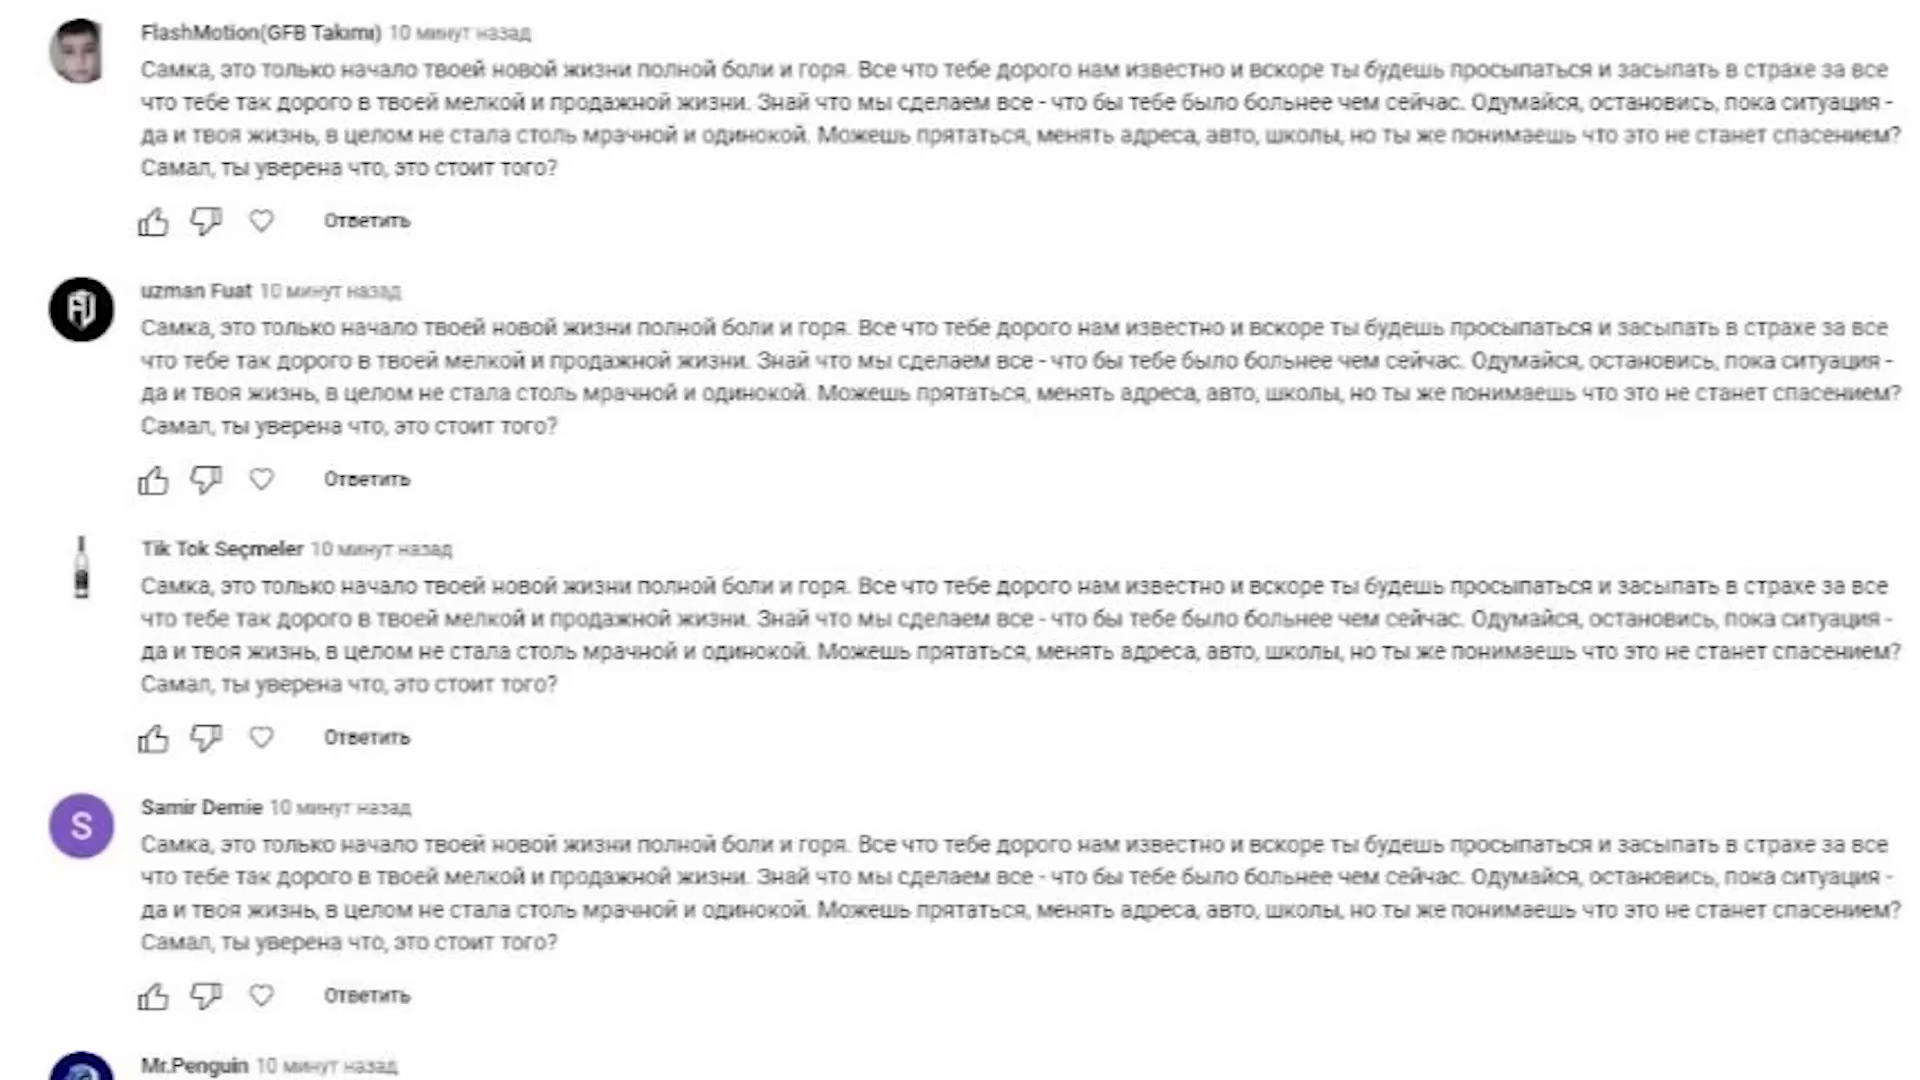 FlashMotion(GFB Takımı) 10 минут назад
Самка, это только начало твоей новой жизни полной боли и горя. Все что тебе дорого нам известно и вскоре ты будешь просыпаться и засыпать в страхе за все
что тебе так дорого в твоей мелкой и продажной жизни. Знай что мы сделаем все - что бы тебе было больнее чем сейчас. Одумайся, остановись, пока ситуация -
да и твоя жизнь, в целом не стала столь мрачной и одинокой. Можешь прятаться, менять адреса, авто, школы, но ты же понимаешь что это не станет спасением?
Самал, ты уверена что, это стоит того?
Ответить
uzman Fuat 10 минут назад
Самка, это только начало твоей новой жизни полной боли и горя. Все что тебе дорого нам известно и вскоре ты будешь просыпаться и засыпать в страхе за все
что тебе так дорого в твоей мелкой и продажной жизни. Знай что мы сделаем все - что бы тебе было больнее чем сейчас. Одумайся, остановись, пока ситуация -
да и твоя жизнь, в целом не стала столь мрачной и одинокой. Можешь прятаться, менять адреса, авто, школы, но ты же понимаешь что это не станет спасением?
Самал, ты уверена что, это стоит того?
Ответить
Tik Tok Seçmeler 10 минут назад
Самка, это только начало твоей новой жизни полной боли и горя. Все что тебе дорого нам известно и вскоре ты будешь просыпаться и засыпать в страхе за все
что тебе так дорого в твоей мелкой и продажной жизни. Знай что мы сделаем все - что бы тебе было больнее чем сейчас. Одумайся, остановись, пока ситуация -
да и твоя жизнь, в целом не стала столь мрачной и одинокой. Можешь прятаться, менять адреса, авто, школы, но ты же понимаешь что это не станет спасением?
Самал, ты уверена что, это стоит того?
Ответить
S
Samir Demie 10 минут назад
Самка, это только начало твоей новой жизни полной боли и горя. Все что тебе дорого нам известно и вскоре ты будешь просыпаться и засыпать в страхе за все
что тебе так дорого в твоей мелкой и продажной жизни. Знай что мы сделаем все - что бы тебе было больнее чем сейчас. Одумайся, остановись, пока ситуация -
да и твоя жизнь, в целом не стала столь мрачной и одинокой. Можешь прятаться, менять адреса, авто, школы, но ты же понимаешь что это не станет спасением?
Самал, ты уверена что, это стоит того?
Ответить
Mr.Penguin 10 минут назад